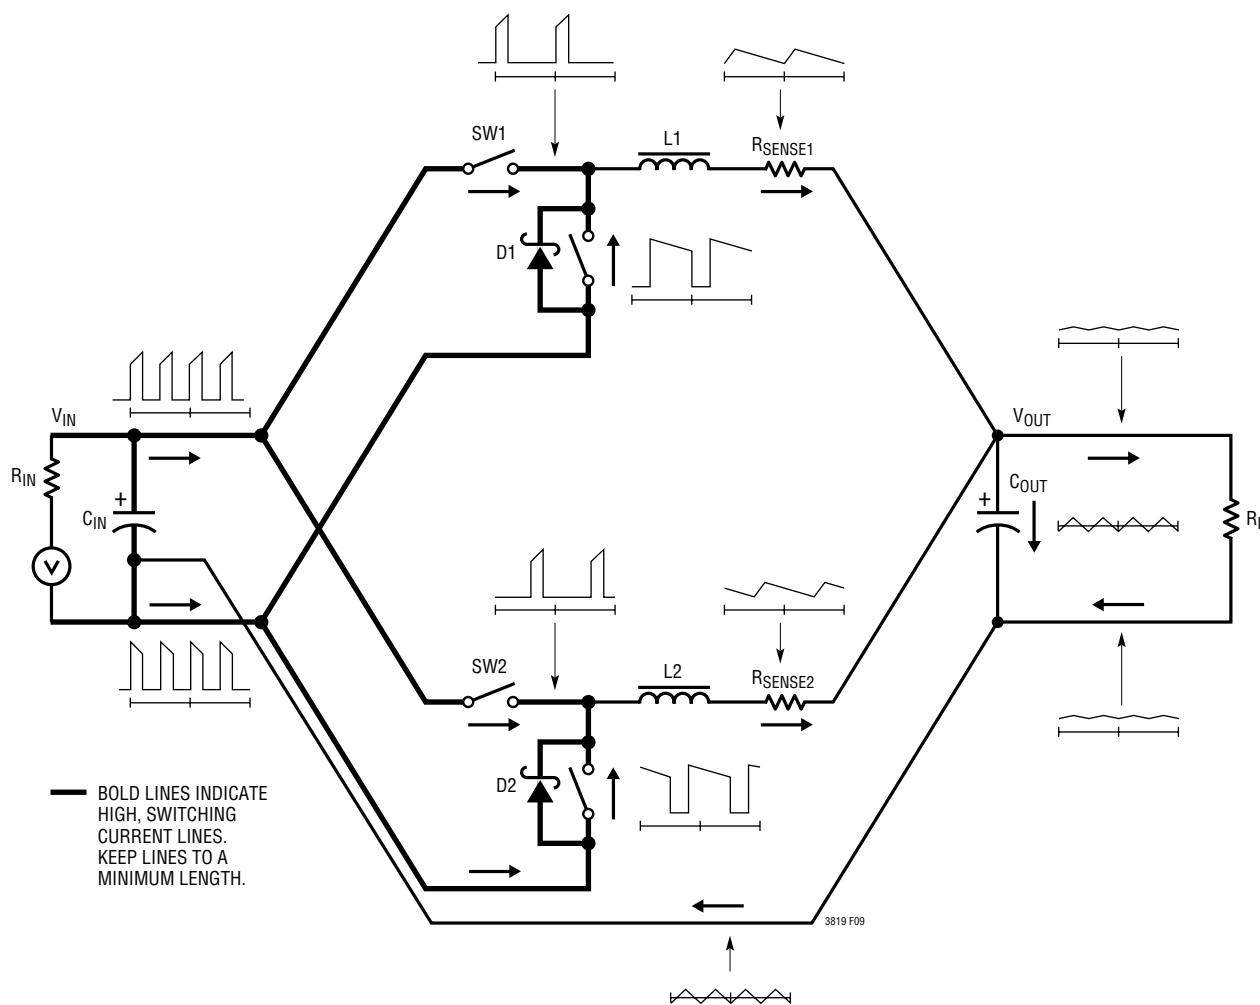 SW1
L1
RSENSE1
D1
VIN
VOUT
RIN
+
CIN
+
COUT
V
SW2
L2
RSENSE2
D2
BOLD LINES INDICATE
HIGH, SWITCHING
CURRENT LINES.
KEEP LINES TO A
MINIMUM LENGTH.
3819 F09